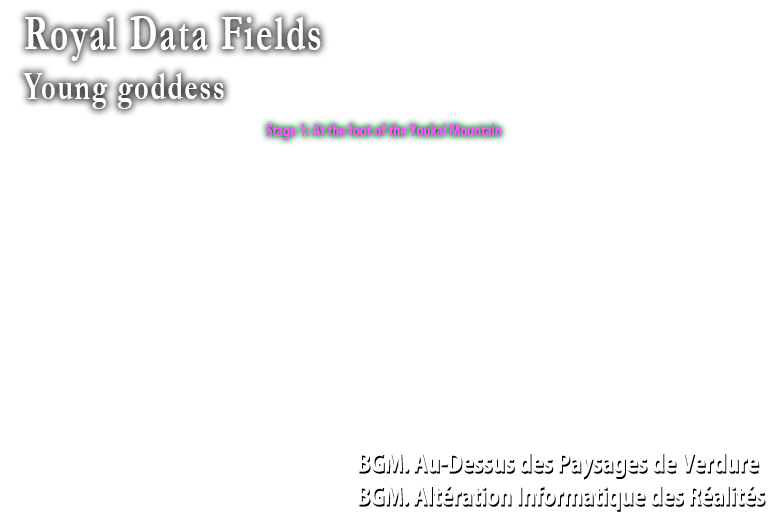 Royal Data Fields
Young goddess
Stage 1: At the foot of the Youkai Mountain
BGM. Au-Dessus des Paysages de Verdure
BGM. Altération Informatique des Réalités